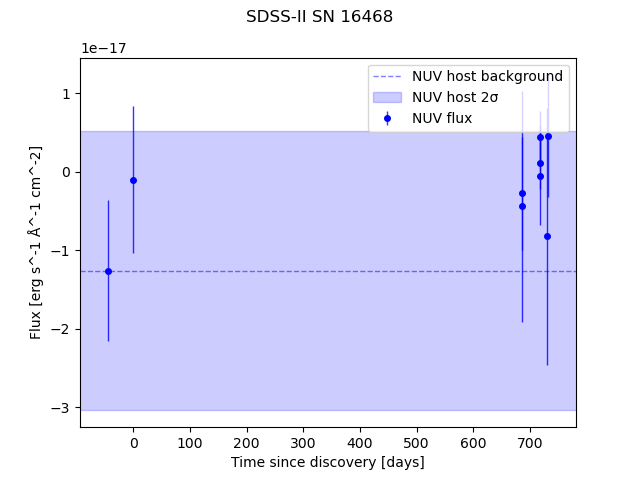 SDSS-II SN 16468
1e−17
NUV host background
NUV host 2σ
NUV flux
1
0
−1
−2
−3
Flux [erg s^-1 Å^-1 cm^-2]
0 100 200 300 400 500 600 700
Time since discovery [days]